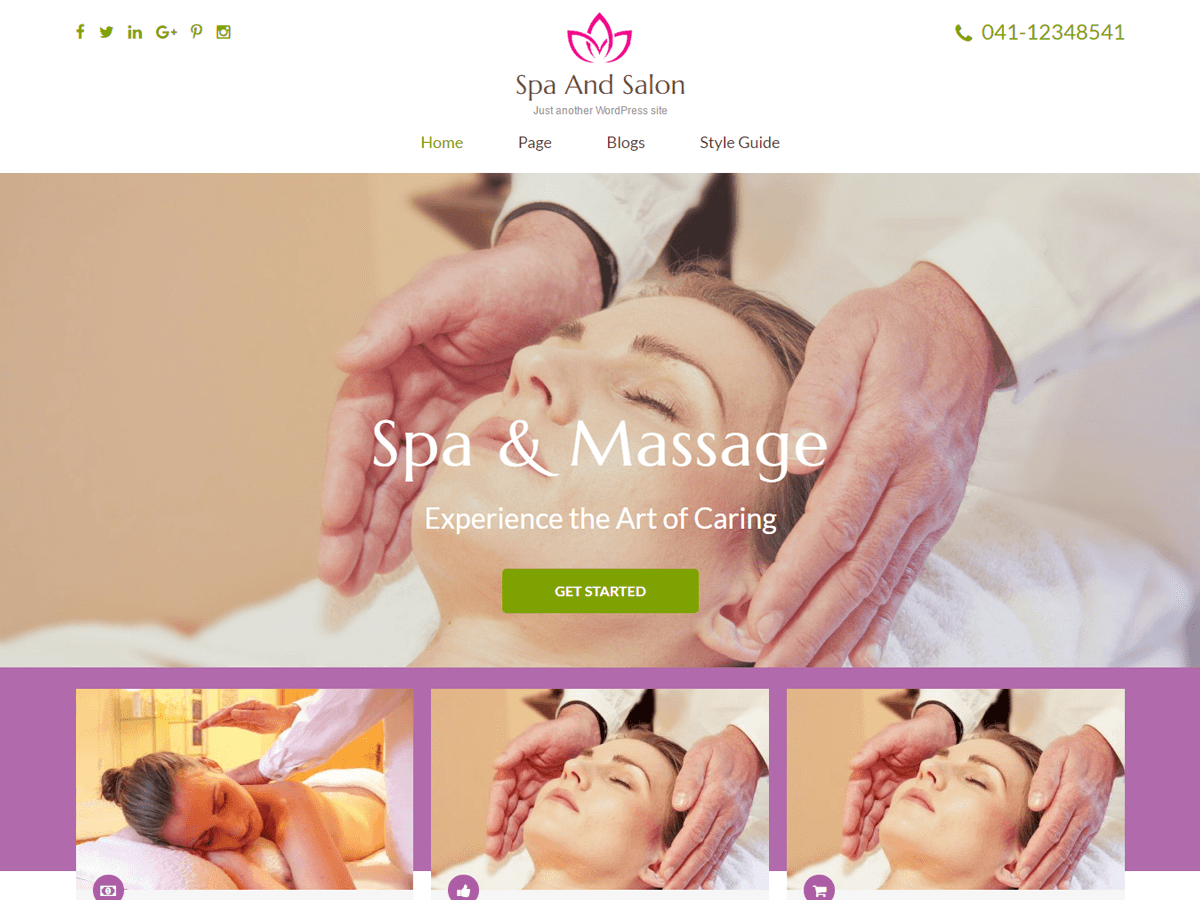 041-12348541
Spa And Salon
Just another WordPress site
Home Page Blogs Style Guide
Spa & Massage
Experience the Art of Caring
GET STARTED